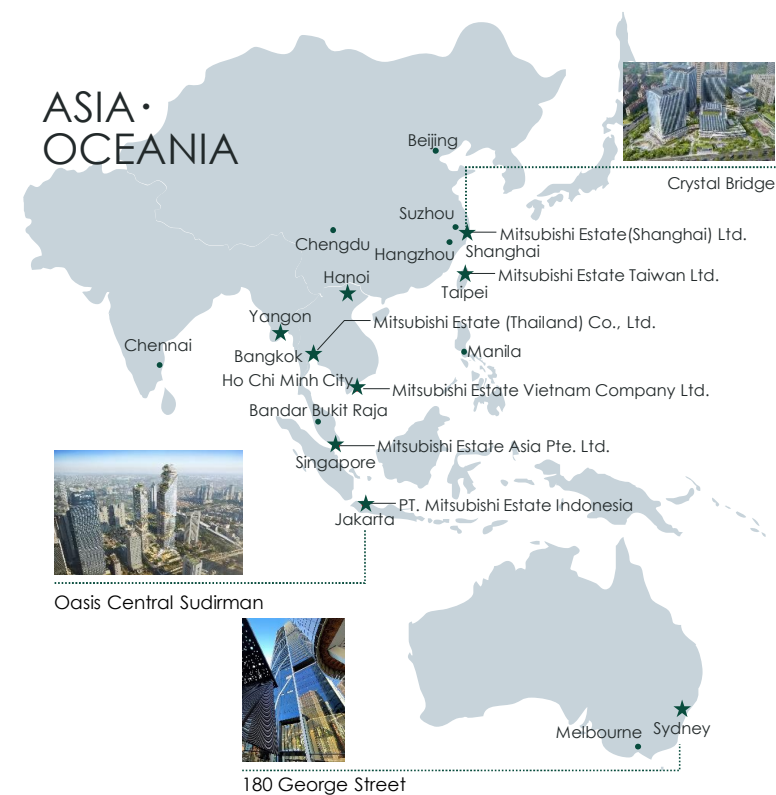 ASIA・
OCEANIA
Beijing
Crystal Bridge
Suzhou
Mitsubishi Estate(Shanghai) Ltd.
Chengdu
Hangzhou
Shanghai
Hanoi
Mitsubishi Estate Taiwan Ltd.
Taipei
Yangon
Mitsubishi Estate (Thailand) Co., Ltd.
Chennai
Bangkok
Manila
Ho Chi Minh City
Mitsubishi Estate Vietnam Company Ltd.
Bandar Bukit Raja
Mitsubishi Estate Asia Pte. Ltd.
Singapore
PT. Mitsubishi Estate Indonesia
Jakarta
Oasis Central Sudirman
Melbourne
Sydney
180 George Street